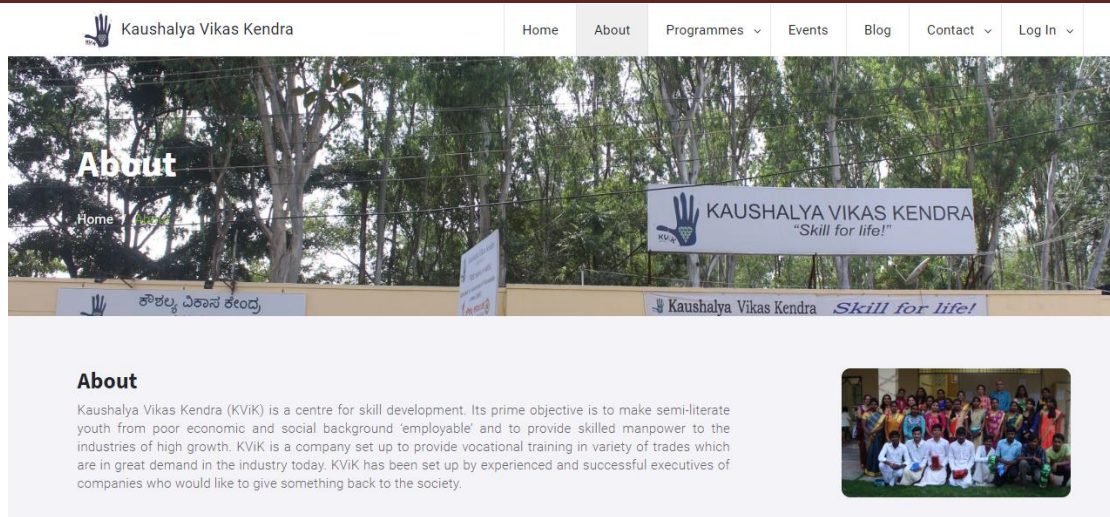 Kaushalya Vikas Kendra
Home About Programmes Events Blog Contact Log In
About
Home / About
KAUSHALYA VIKAS KENDRA
"Skill for life!"
KViK
ಕೌಶಲ್ಯ ವಿಕಾಸ ಕೇಂದ್ರ
Kaushalya Vikas Kendra Skill for life!
About
Kaushalya Vikas Kendra (KViK) is a centre for skill development. Its prime objective is to make semi-literate
youth from poor economic and social background 'employable' and to provide skilled manpower to the
industries of high growth. KViK is a company set up to provide vocational training in variety of trades which
are in great demand in the industry today. KViK has been set up by experienced and successful executives of
companies who would like to give something back to the society.